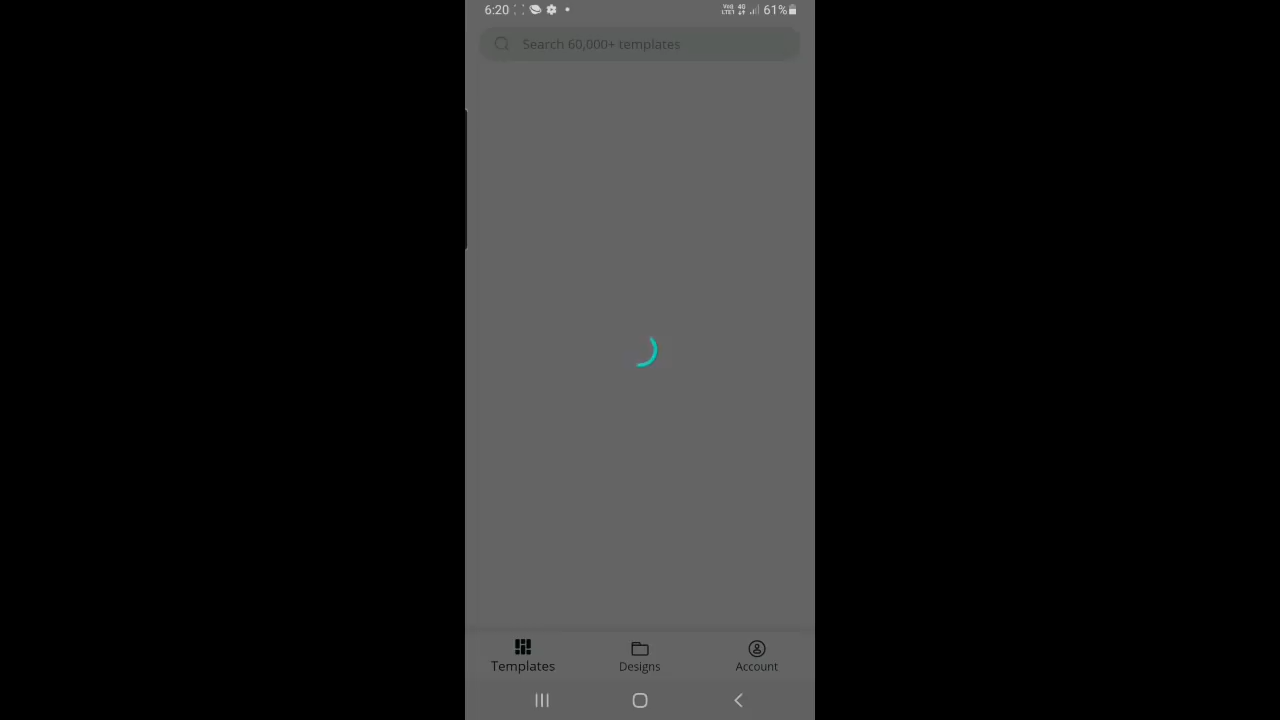 6:20
61%
Search 60,000+ templates
Templates
Designs
Account